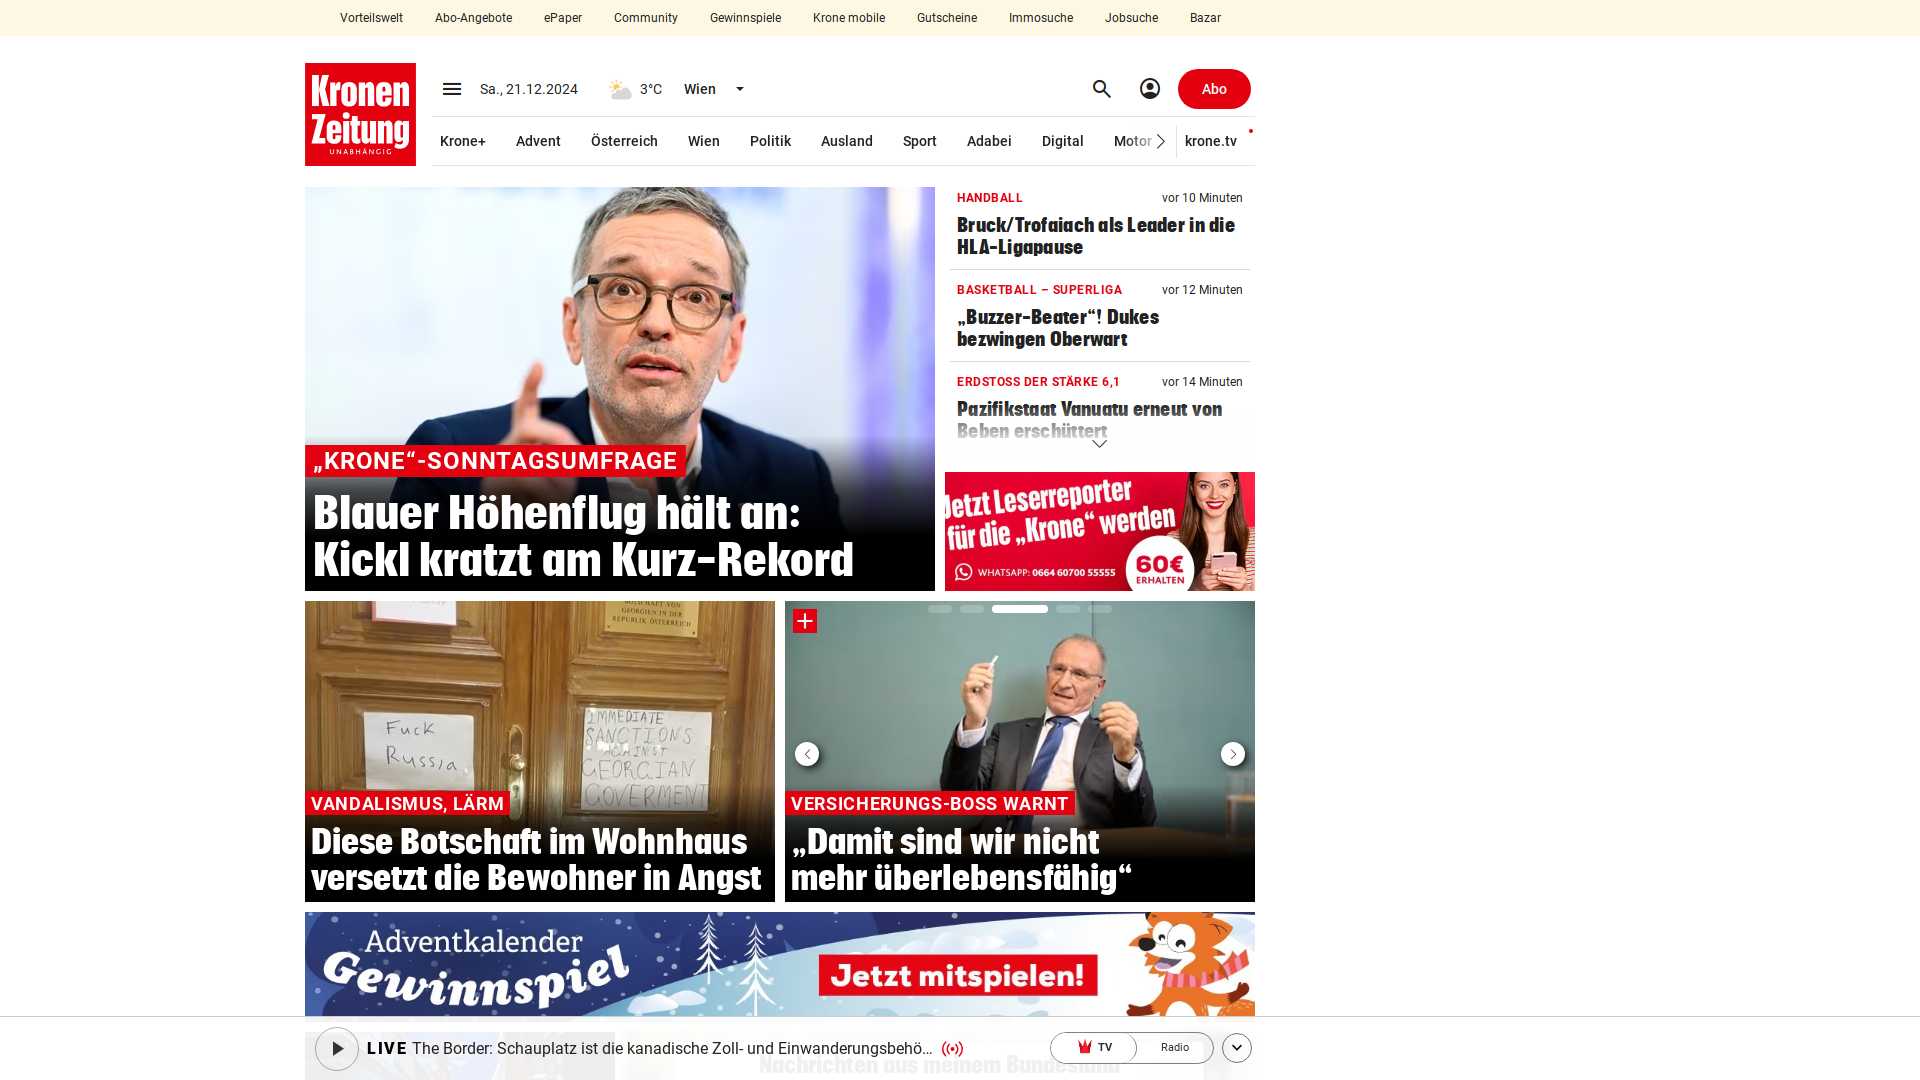 Vorteilswelt Abo-Angebote ePaper Community Gewinnspiele Krone mobile Gutscheine Immosuche Jobsuche Bazar
Kronen
Zeitung
UNABHÄNGIG
Sa., 21.12.2024 3°C Wien
Abo
Krone+ Advent Österreich Wien Politik Ausland Sport Adabei Digital Motor krone.tv
„KRONE“-SONNTAGSUMFRAGE
Blauer Höhenflug hält an:
Kickl kratzt am Kurz-Rekord
HANDBALL vor 10 Minuten
Bruck/Trofaiach als Leader in die
HLA-Ligapause
BASKETBALL – SUPERLIGA vor 12 Minuten
„Buzzer-Beater“! Dukes
bezwingen Oberwart
ERDSTOSS DER STÄRKE 6,1 vor 14 Minuten
Pazifikstaat Vanuatu erneut von
Beben erschüttert
Jetzt Leserreporter
für die „Krone“ werden
WHATSAPP: 0664 60700 55555
60€
ERHALTEN
BOTSCHAFT VON
GEORGIEN IN DER
REPUBLIK ÖSTERREICH
Fuck
Russia
IMMEDIATE
SANCTIONS
AGAINST
GEORGIAN
GOVERMENT
VANDALISMUS, LÄRM
Diese Botschaft im Wohnhaus
versetzt die Bewohner in Angst
VERSICHERUNGS-BOSS WARNT
„Damit sind wir nicht
mehr überlebensfähig“
Adventkalender
Gewinnspiel
Jetzt mitspielen!
LIVE The Border: Schauplatz ist die kanadische Zoll- und Einwanderungsbehö…
TV Radio
Nachrichten aus meinem Bundesland